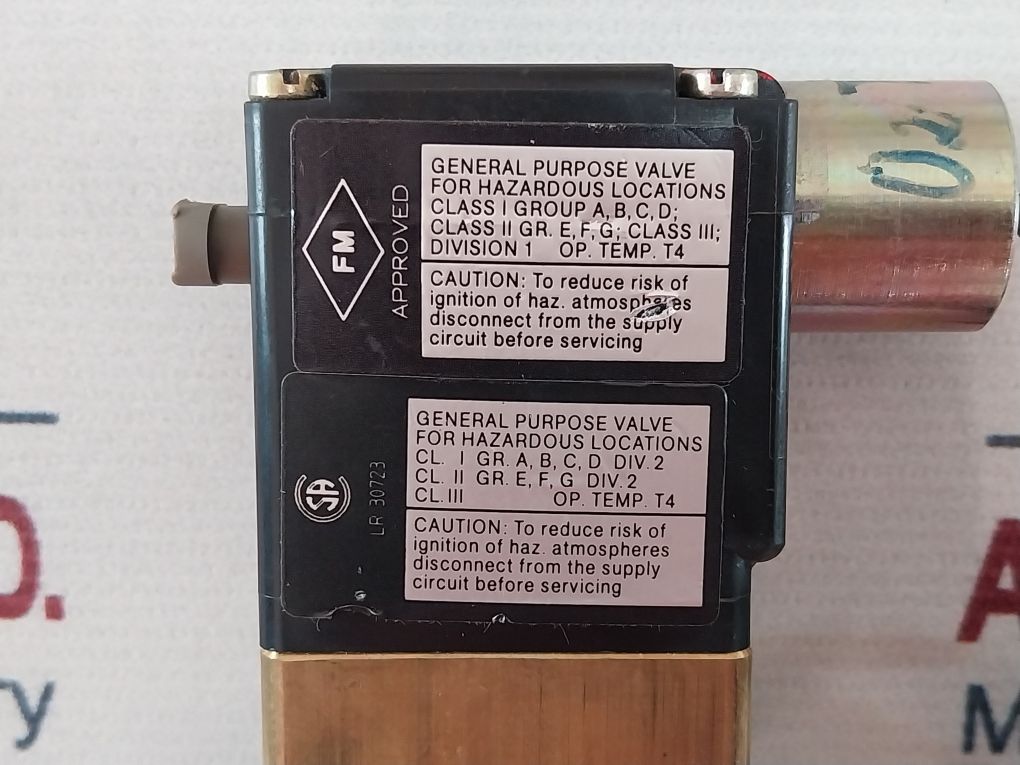 GENERAL PURPOSE VALVE
FOR HAZARDOUS LOCATIONS
CLASS I GROUP A, B, C, D;
CLASS II GR. E, F, G; CLASS III;
DIVISION 1 OP. TEMP. T4
CAUTION: To reduce risk of
ignition of haz. atmospheres
disconnect from the supply
circuit before servicing
FM
APPROVED
GENERAL PURPOSE VALVE
FOR HAZARDOUS LOCATIONS
CL. I GR. A, B, C, D DIV. 2
CL. II GR. E, F, G DIV. 2
CL. III OP. TEMP. T4
CAUTION: To reduce risk of
ignition of haz. atmospheres
disconnect from the supply
circuit before servicing
SA
LR 30723